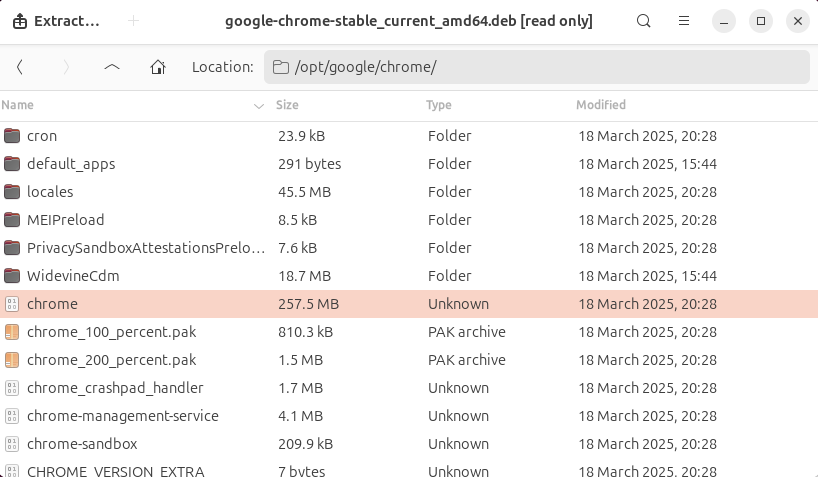 Extract... google-chrome-stable_current_amd64.deb [read only]
Location: /opt/google/chrome/
Name Size Type Modified
cron 23.9 kB Folder 18 March 2025, 20:28
default_apps 291 bytes Folder 18 March 2025, 15:44
locales 45.5 MB Folder 18 March 2025, 20:28
MEIPreload 8.5 kB Folder 18 March 2025, 20:28
PrivacySandboxAttestationsPrelo... 7.6 kB Folder 18 March 2025, 20:28
WidevineCdm 18.7 MB Folder 18 March 2025, 15:44
chrome 257.5 MB Unknown 18 March 2025, 20:28
chrome_100_percent.pak 810.3 kB PAK archive 18 March 2025, 20:28
chrome_200_percent.pak 1.5 MB PAK archive 18 March 2025, 20:28
chrome_crashpad_handler 1.7 MB Unknown 18 March 2025, 20:28
chrome-management-service 4.1 MB Unknown 18 March 2025, 20:28
chrome-sandbox 209.9 kB Unknown 18 March 2025, 20:28
CHROME_VERSION_EXTRA 7 bytes Unknown 18 March 2025, 20:28